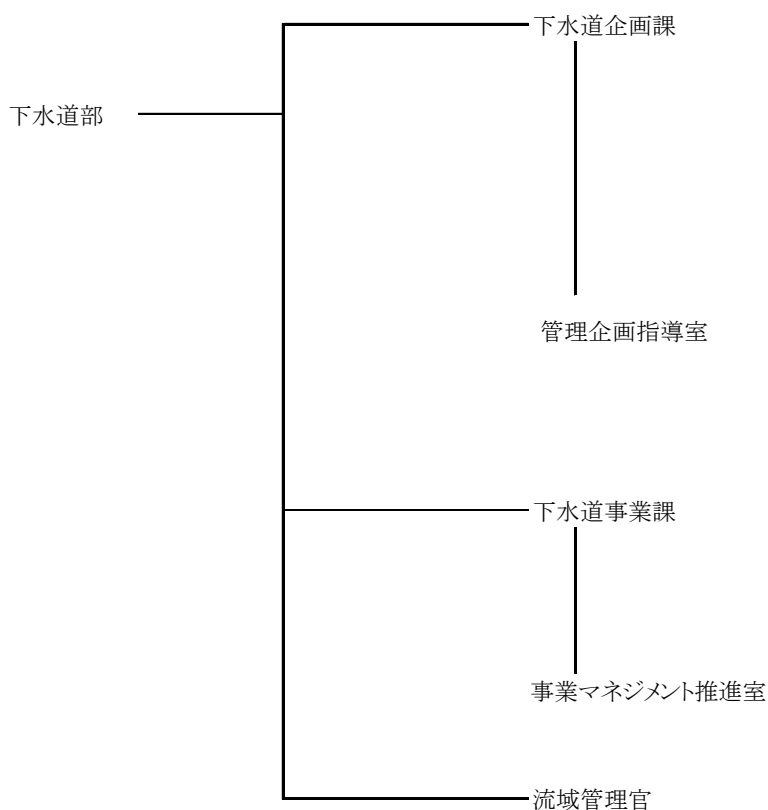 下水道企画課
下水道部
管理企画指導室
下水道事業課
事業マネジメント推進室
流域管理官